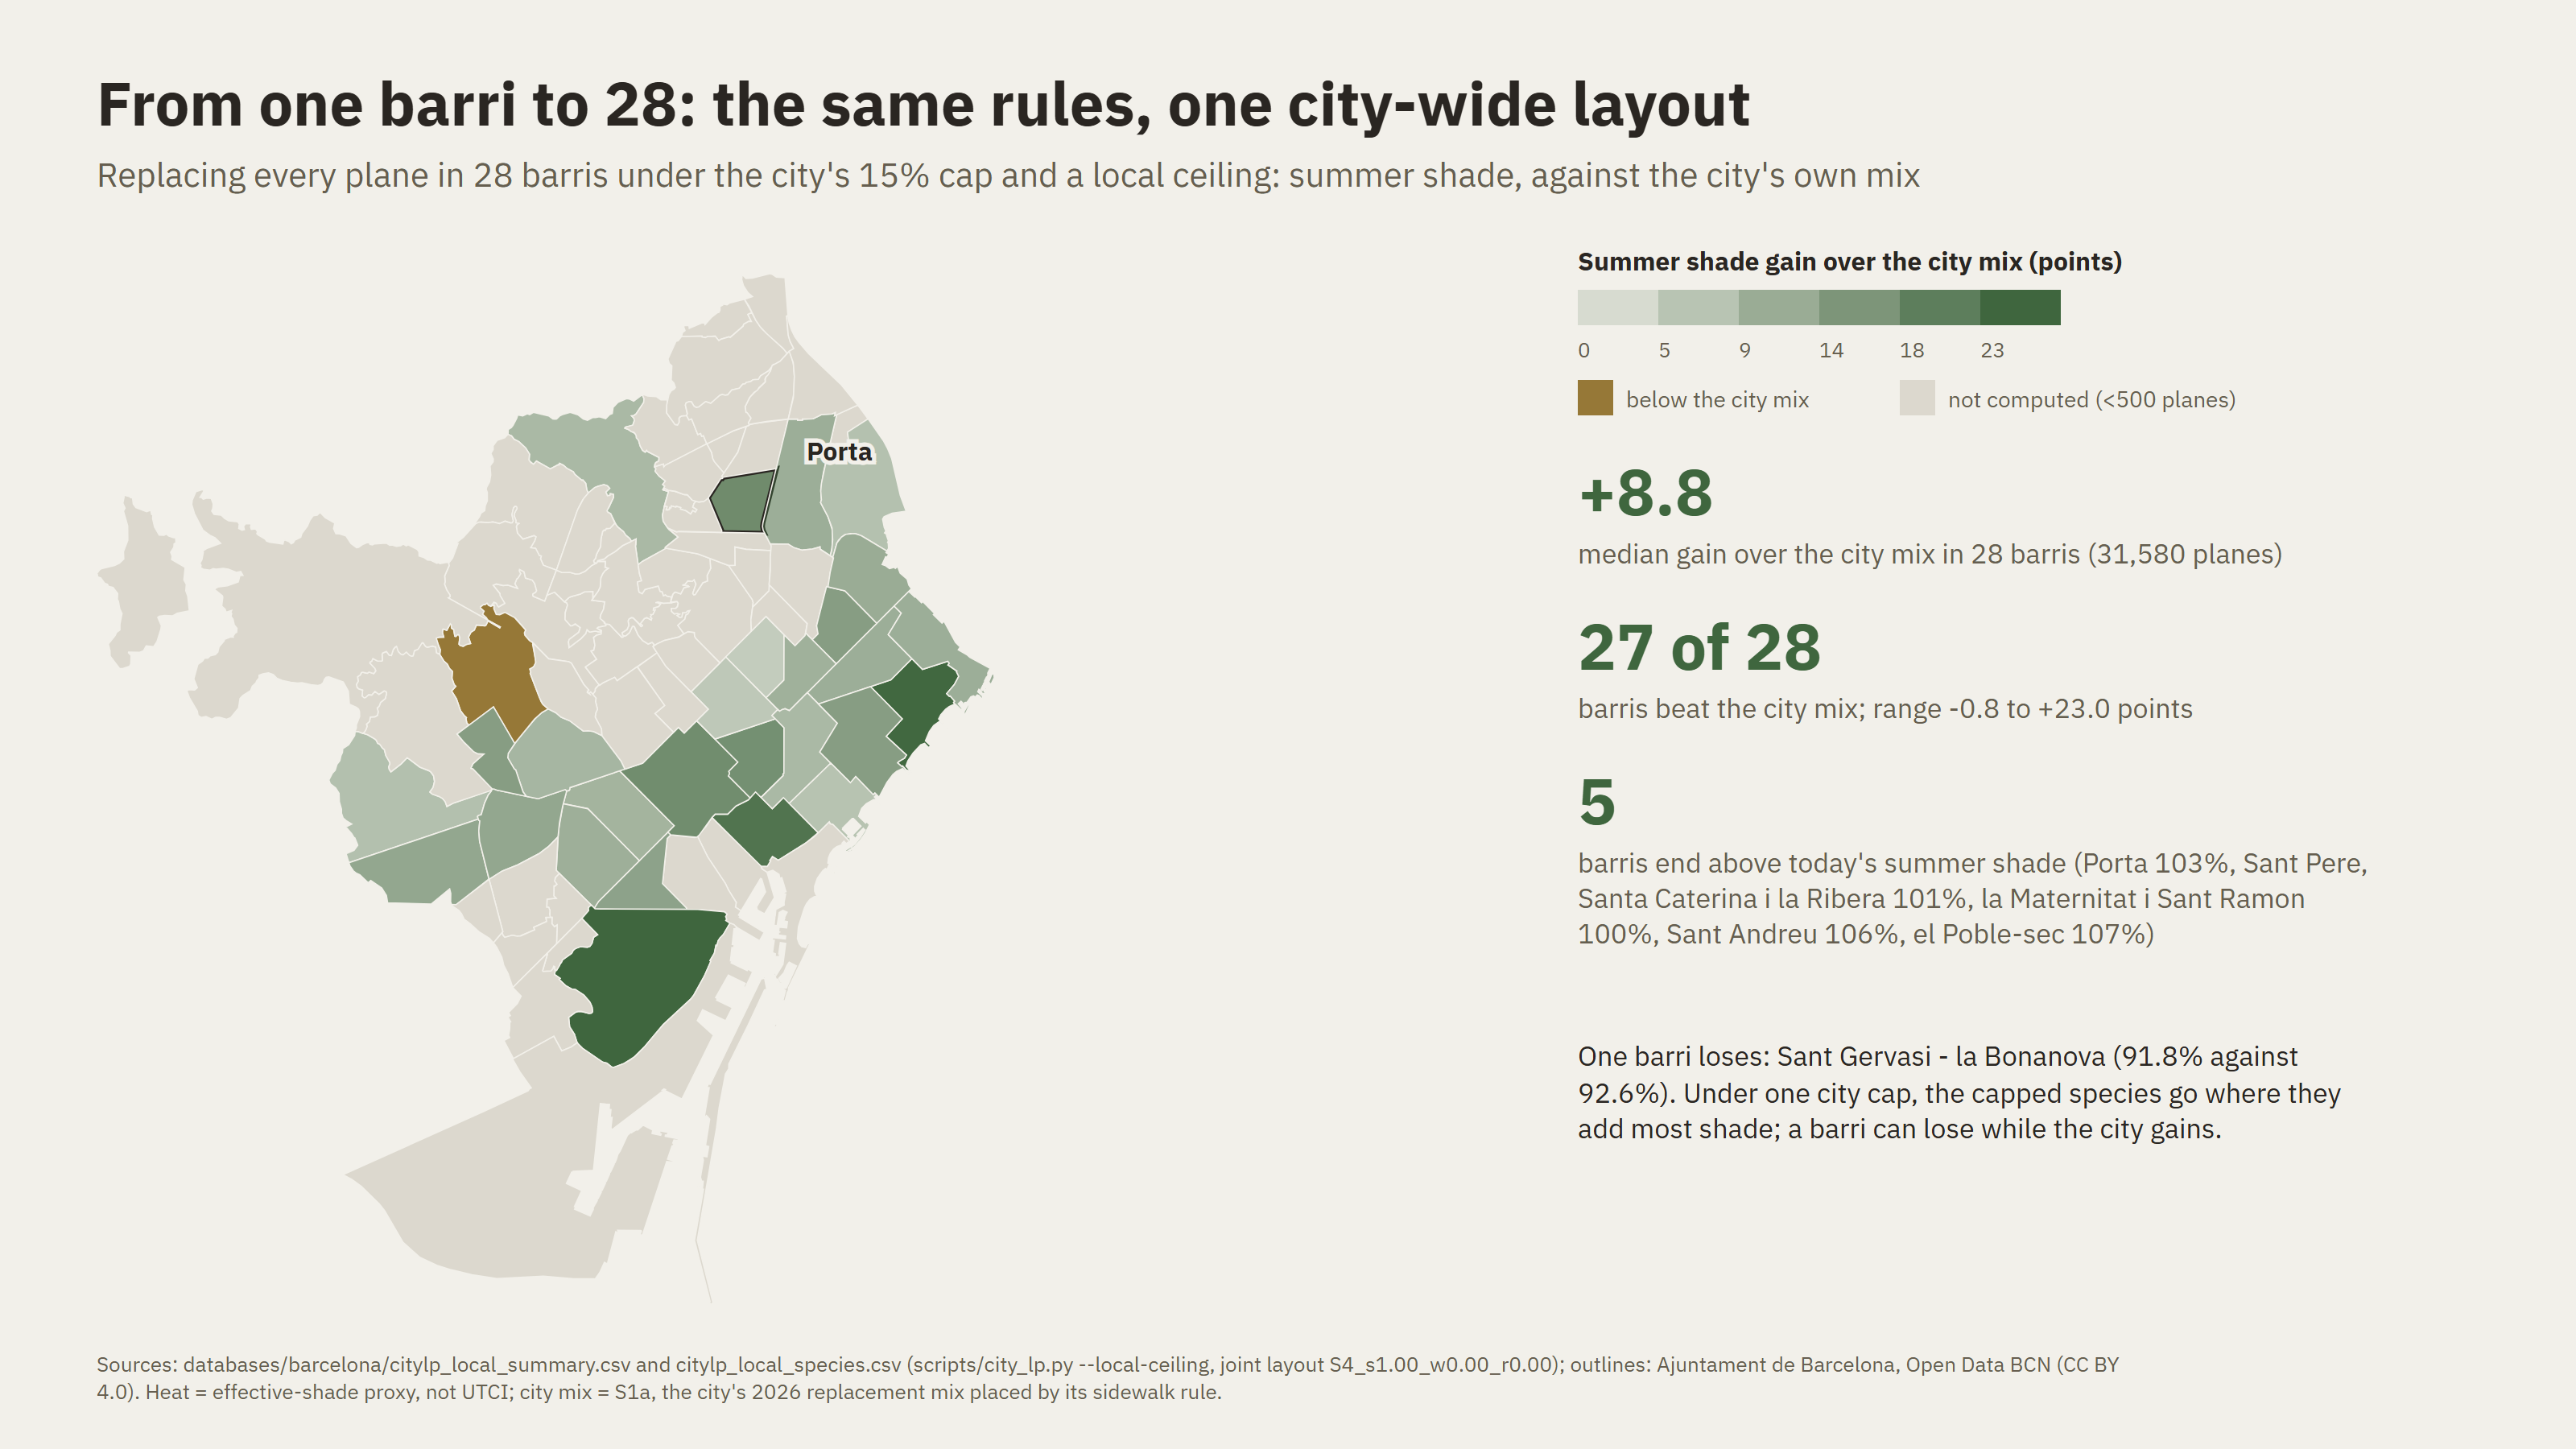 From one barri to 28: the same rules, one city-wide layout
Replacing every plane in 28 barris under the city's 15% cap and a local ceiling: summer shade, against the city's own mix
Porta
Summer shade gain over the city mix (points)
0 5 9 14 18 23
below the city mix not computed (<500 planes)
+8.8
median gain over the city mix in 28 barris (31,580 planes)
27 of 28
barris beat the city mix; range -0.8 to +23.0 points
5
barris end above today's summer shade (Porta 103%, Sant Pere,
Santa Caterina i la Ribera 101%, la Maternitat i Sant Ramon
100%, Sant Andreu 106%, el Poble-sec 107%)
One barri loses: Sant Gervasi - la Bonanova (91.8% against
92.6%). Under one city cap, the capped species go where they
add most shade; a barri can lose while the city gains.
Sources: databases/barcelona/citylp_local_summary.csv and citylp_local_species.csv (scripts/city_lp.py --local-ceiling, joint layout S4_s1.00_w0.00_r0.00); outlines: Ajuntament de Barcelona, Open Data BCN (CC BY
4.0). Heat = effective-shade proxy, not UTCI; city mix = S1a, the city's 2026 replacement mix placed by its sidewalk rule.